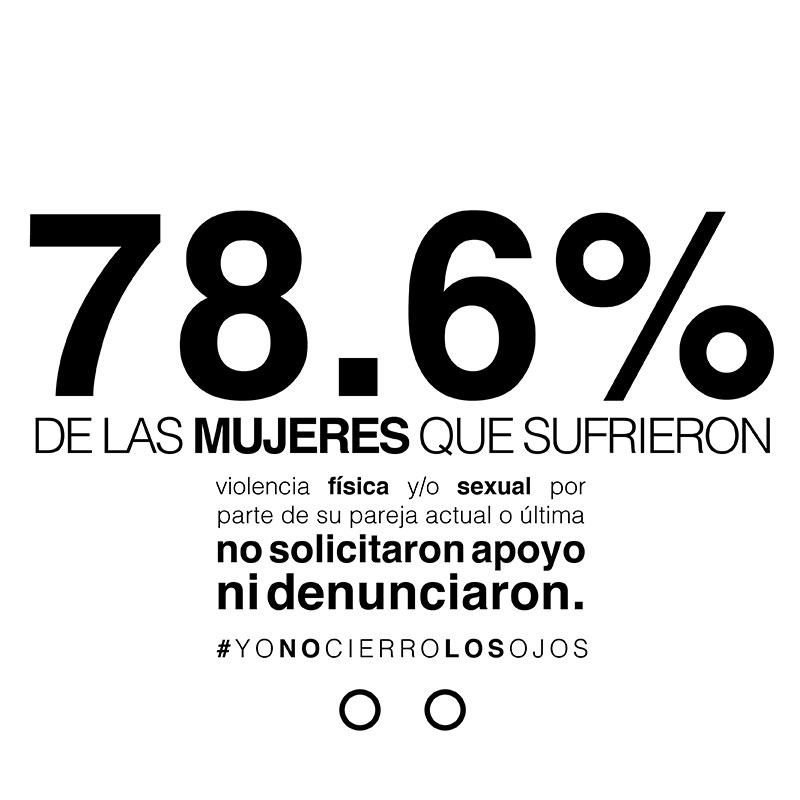 78.6%
DE LAS MUJERES QUE SUFRIERON
violencia física y/o sexual por
parte de su pareja actual o última
no solicitaron apoyo
ni denunciaron.
#YONOCIERROLOSOJOS